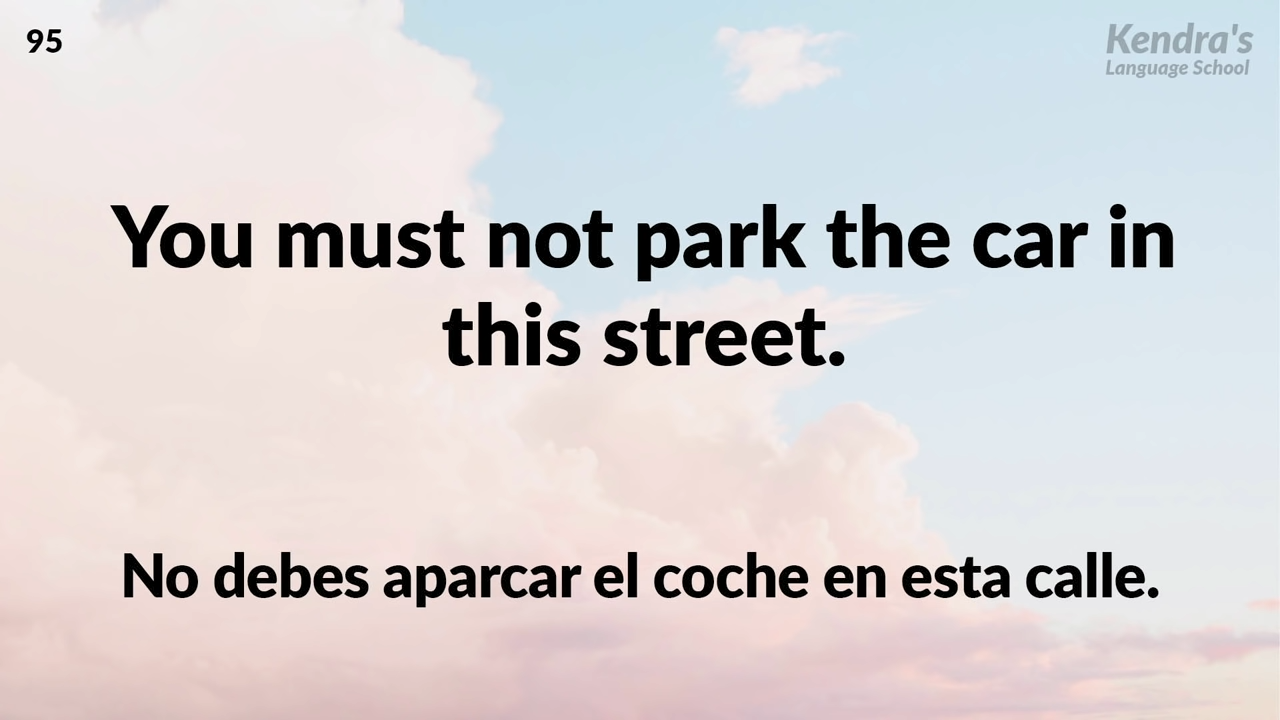 95
Kendra's
Language School
You must not park the car in
this street.
No debes aparcar el coche en esta calle.